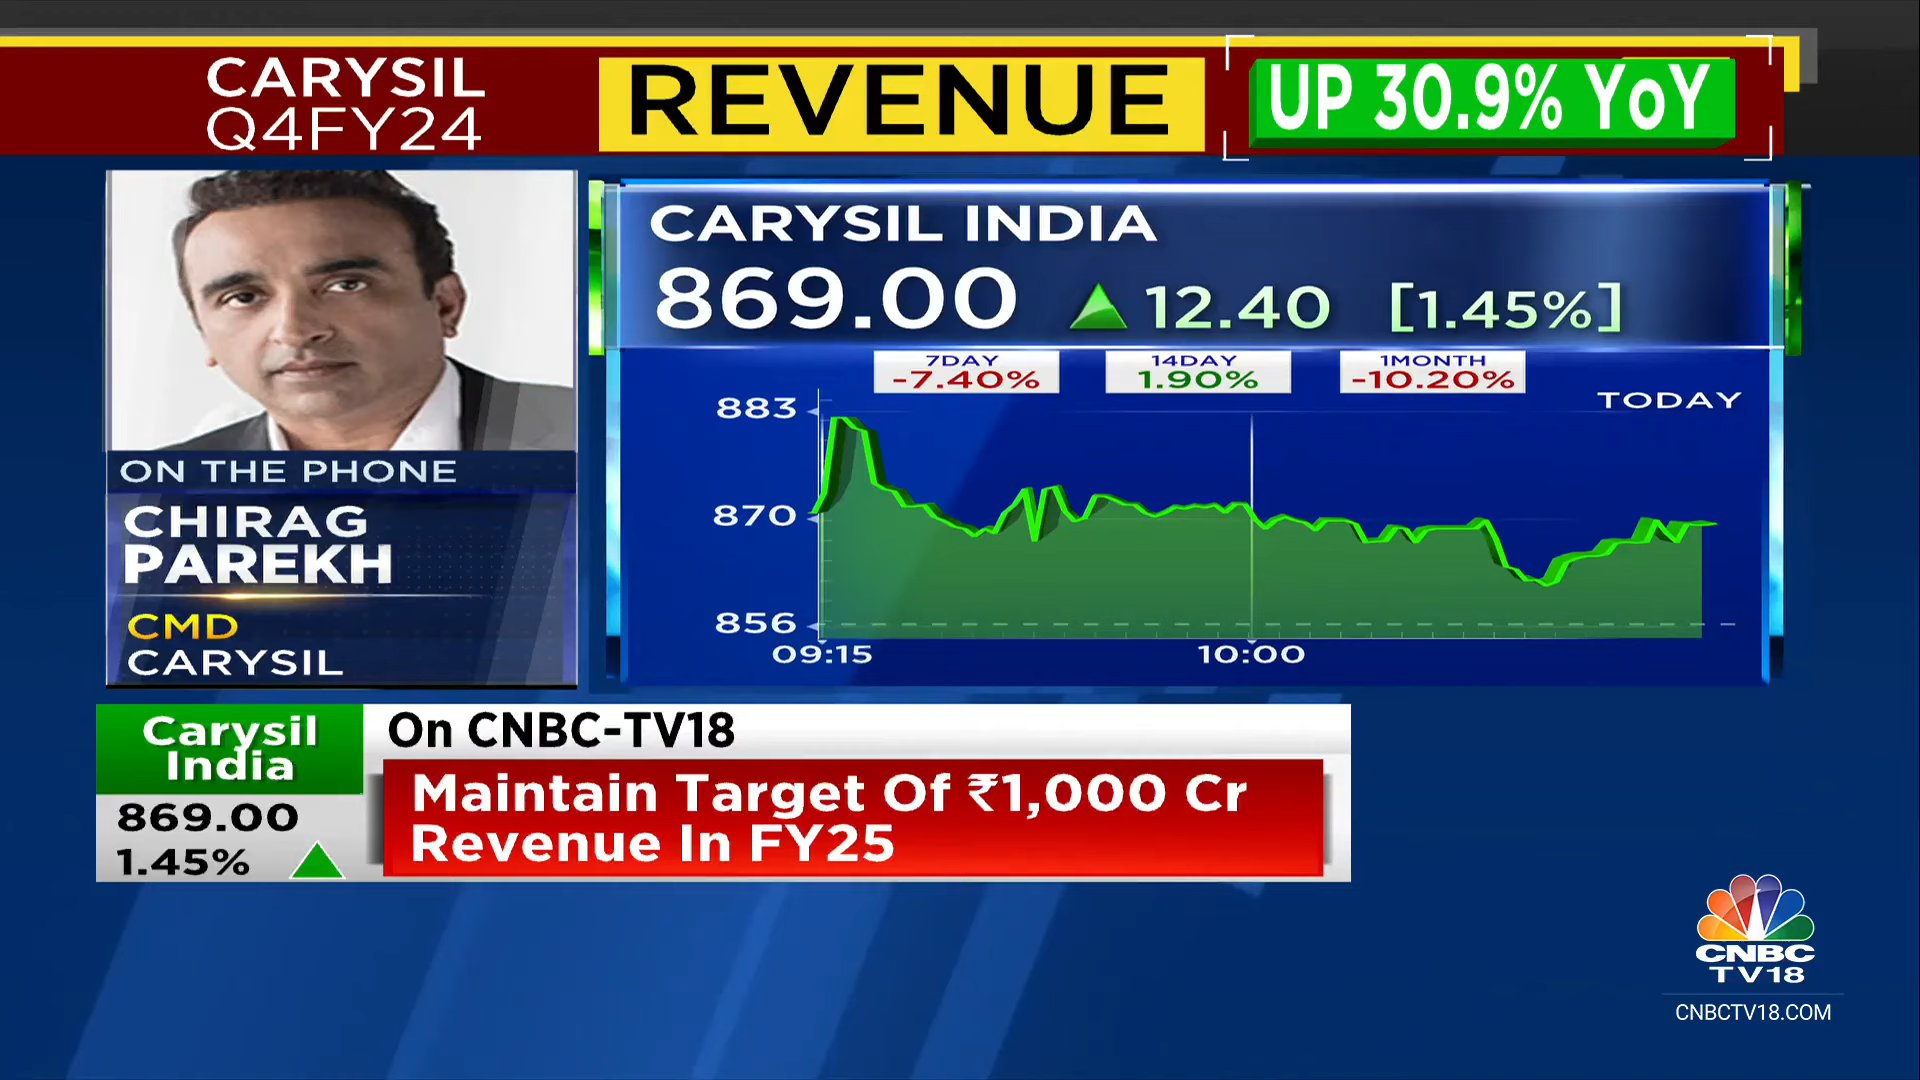 CARYSIL
Q4FY24
REVENUE
UP 30.9% YoY
ON THE PHONE
CHIRAG
PAREKH
CMD
CARYSIL
CARYSIL INDIA
869.00 12.40 [1.45%]
7DAY
-7.40%
14DAY
1.90%
1MONTH
-10.20%
TODAY
883
870
856
09:15
10:00
Carysil
India
869.00
1.45%
On CNBC-TV18
Maintain Target Of ₹1,000 Cr
Revenue In FY25
CNBC
TV18
CNBCTV18.COM